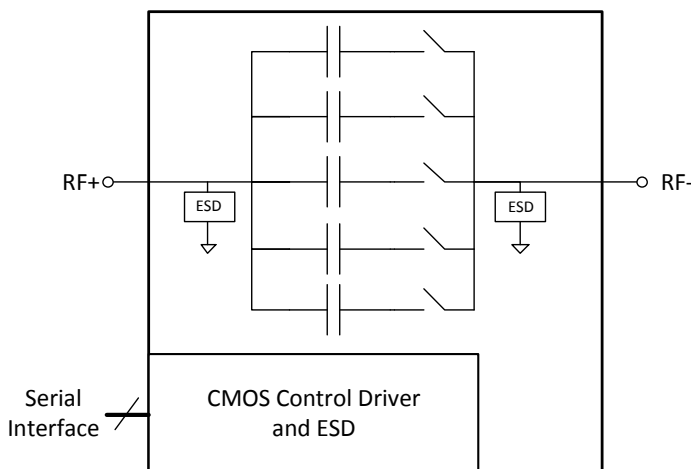 RF+
ESD
ESD
RF-
Serial
Interface
CMOS Control Driver
and ESD